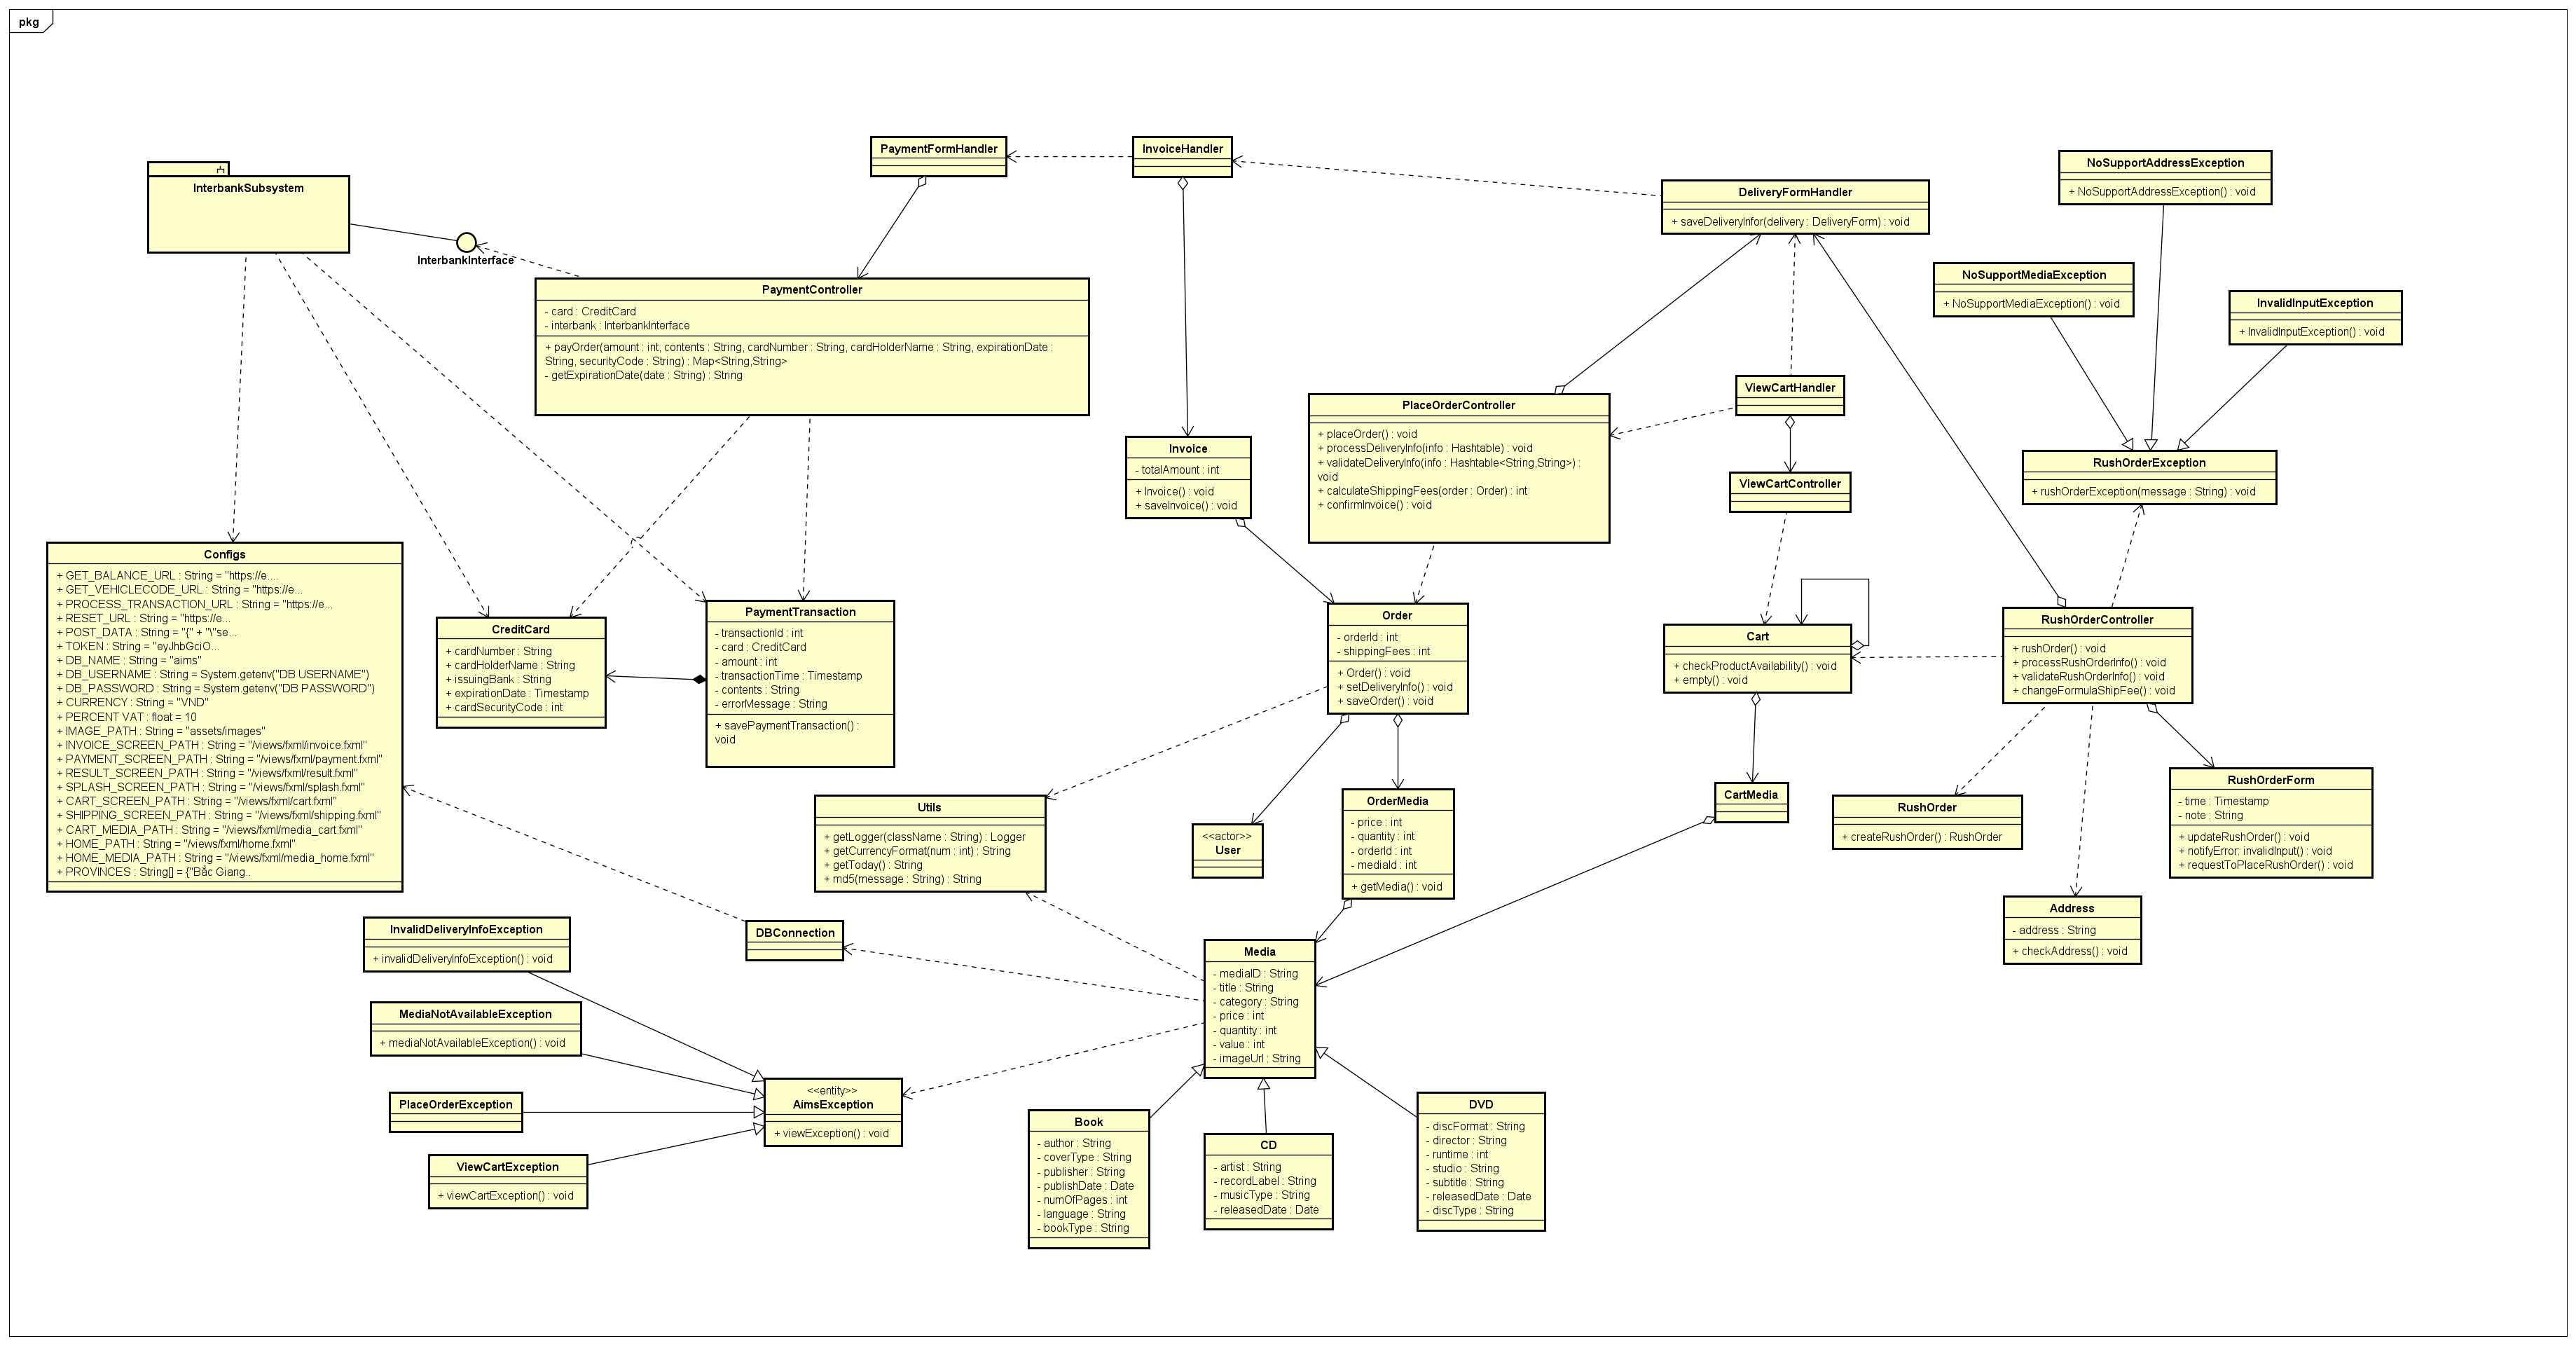 pkg
InterbankSubsystem
InterbankInterface
PaymentFormHandler
InvoiceHandler
DeliveryFormHandler
+ saveDeliveryInfor(delivery : DeliveryForm) : void
NoSupportAddressException
+ NoSupportAddressException() : void
NoSupportMediaException
+ NoSupportMediaException() : void
InvalidInputException
+ InvalidInputException() : void
PaymentController
- card : CreditCard
- interbank : InterbankInterface
+ payOrder(amount : int, contents : String, cardNumber : String, cardHolderName : String, expirationDate :
String, securityCode : String) : Map<String,String>
- getExpirationDate(date : String) : String
Invoice
- totalAmount : int
+ Invoice() : void
+ saveInvoice() : void
PlaceOrderController
+ placeOrder() : void
+ processDeliveryInfo(info : Hashtable) : void
+ validateDeliveryInfo(info : Hashtable<String,String>) :
void
+ calculateShippingFees(order : Order) : int
+ confirmInvoice() : void
ViewCartHandler
ViewCartController
RushOrderException
+ rushOrderException(message : String) : void
Configs
+ GET_BALANCE_URL : String = "https://e....
+ GET_VEHICLECODE_URL : String = "https://e...
+ PROCESS_TRANSACTION_URL : String = "https://e...
+ RESET_URL : String = "https://e...
+ POST_DATA : String = "{" + "\"se...
+ TOKEN : String = "eyJhbGciO...
+ DB_NAME : String = "aims"
+ DB_USERNAME : String = System.getenv("DB USERNAME")
+ DB_PASSWORD : String = System.getenv("DB PASSWORD")
+ CURRENCY : String = "VND"
+ PERCENT VAT : float = 10
+ IMAGE_PATH : String = "assets/images"
+ INVOICE_SCREEN_PATH : String = "/views/fxml/invoice.fxml"
+ PAYMENT_SCREEN_PATH : String = "/views/fxml/payment.fxml"
+ RESULT_SCREEN_PATH : String = "/views/fxml/result.fxml"
+ SPLASH_SCREEN_PATH : String = "/views/fxml/splash.fxml"
+ CART_SCREEN_PATH : String = "/views/fxml/cart.fxml"
+ SHIPPING_SCREEN_PATH : String = "/views/fxml/shipping.fxml"
+ CART_MEDIA_PATH : String = "/views/fxml/media_cart.fxml"
+ HOME_PATH : String = "/views/fxml/home.fxml"
+ HOME_MEDIA_PATH : String = "/views/fxml/media_home.fxml"
+ PROVINCES : String[] = {"Bắc Giang..
CreditCard
+ cardNumber : String
+ cardHolderName : String
+ issuingBank : String
+ expirationDate : Timestamp
+ cardSecurityCode : int
PaymentTransaction
- transactionId : int
- card : CreditCard
- amount : int
- transactionTime : Timestamp
- contents : String
- errorMessage : String
+ savePaymentTransaction() :
void
Order
- orderId : int
- shippingFees : int
+ Order() : void
+ setDeliveryInfo() : void
+ saveOrder() : void
Cart
+ checkProductAvailability() : void
+ empty() : void
RushOrderController
+ rushOrder() : void
+ processRushOrderInfo() : void
+ validateRushOrderInfo() : void
+ changeFormulaShipFee() : void
Utils
+ getLogger(className : String) : Logger
+ getCurrencyFormat(num : int) : String
+ getToday() : String
+ md5(message : String) : String
<<actor>>
User
OrderMedia
- price : int
- quantity : int
- orderId : int
- mediaId : int
+ getMedia() : void
CartMedia
RushOrder
+ createRushOrder() : RushOrder
RushOrderForm
- time : Timestamp
- note : String
+ updateRushOrder() : void
+ notifyError: invalidInput() : void
+ requestToPlaceRushOrder() : void
Address
- address : String
+ checkAddress() : void
DBConnection
InvalidDeliveryInfoException
+ invalidDeliveryInfoException() : void
MediaNotAvailableException
+ mediaNotAvailableException() : void
PlaceOrderException
ViewCartException
+ viewCartException() : void
<<entity>>
AimsException
+ viewException() : void
Media
- mediaID : String
- title : String
- category : String
- price : int
- quantity : int
- value : int
- imageUrl : String
Book
- author : String
- coverType : String
- publisher : String
- publishDate : Date
- numOfPages : int
- language : String
- bookType : String
CD
- artist : String
- recordLabel : String
- musicType : String
- releasedDate : Date
DVD
- discFormat : String
- director : String
- runtime : int
- studio : String
- subtitle : String
- releasedDate : Date
- discType : String